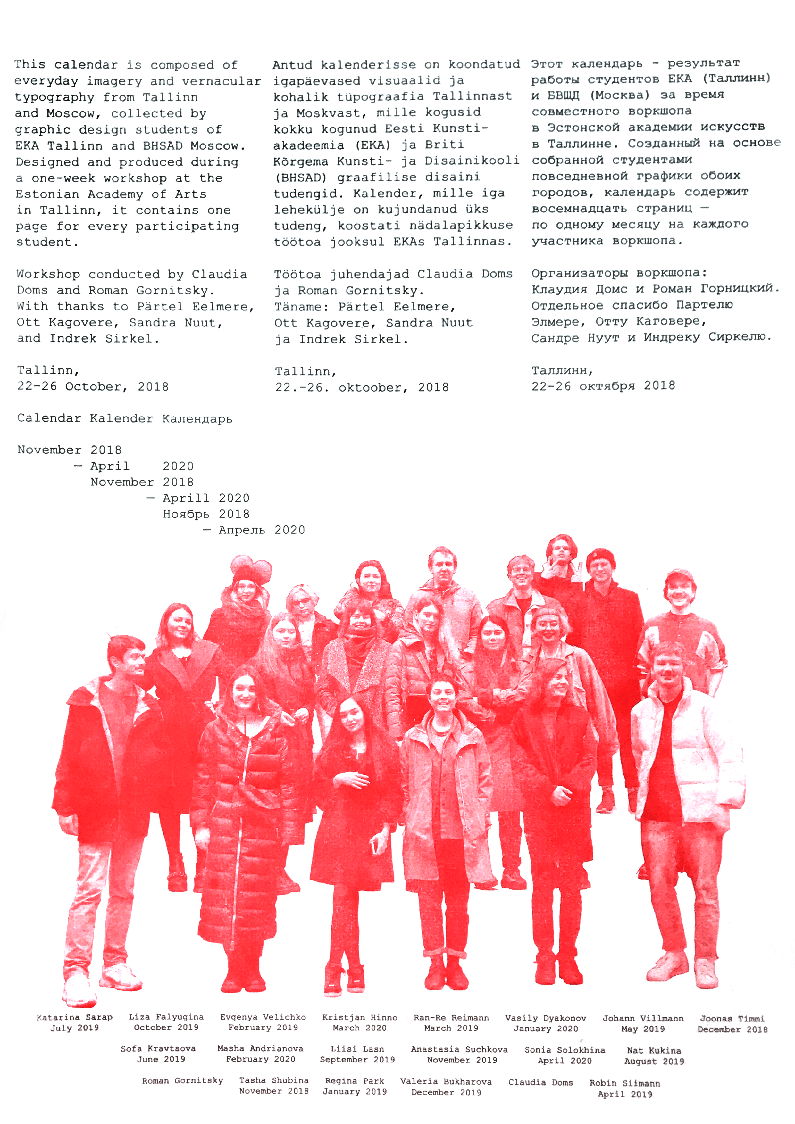 This calendar is composed of
everyday imagery and vernacular
typography from Tallinn
and Moscow, collected by
graphic design students of
EKA Tallinn and BHSAD Moscow.
Designed and produced during
a one-week workshop at the
Estonian Academy of Arts
in Tallinn, it contains one
page for every participating
student.
Workshop conducted by Claudia
Doms and Roman Gornitsky.
With thanks to Pärtel Eelmere,
Ott Kagovere, Sandra Nuut,
and Indrek Sirkel.
Tallinn,
22–26 October, 2018
Antud kalenderisse on koondatud
igapäevased visuaalid ja
kohalik tüpograafia Tallinnast
ja Moskvast, mille kogusid
kokku kogunud Eesti Kunsti-
akadeemia (EKA) ja Briti
Kõrgema Kunsti- ja Disainikooli
(BHSAD) graafilise disaini
tudengid. Kalender, mille iga
lehekülje on kujundanud üks
tudeng, koostati nädalapikkuse
töötoa jooksul EKAs Tallinnas.
Töötoa juhendajad Claudia Doms
ja Roman Gornitsky.
Täname: Pärtel Eelmere,
Ott Kagovere, Sandra Nuut
ja Indrek Sirkel.
Tallinn,
22.–26. oktoober, 2018
Этот календарь – результат
работы студентов ЕКА (Таллинн)
и БВШД (Москва) за время
совместного воркшопа
в Эстонской академии искусств
в Таллинне. Созданный на основе
собранной студентами
повседневной графики обоих
городов, календарь содержит
восемнадцать страниц —
по одному месяцу на каждого
участника воркшопа.
Организаторы воркшопа:
Клаудия Домс и Роман Горницкий.
Отдельное спасибо Партелю
Элмере, Отту Каговере,
Сандре Нуут и Индреку Сиркелю.
Таллинн,
22–26 октября 2018
Calendar Kalender Календарь
November 2018
— April 2020
November 2018
— Aprill 2020
Ноябрь 2018
— Апрель 2020
Katarina Sarap Liza Falyugina Evgenya Velichko Kristjan Hinno Ran-Re Reimann Vasily Dyakonov Johann Villmann Joonas Timmi
July 2019 October 2019 February 2019 March 2020 March 2019 January 2020 May 2019 December 2018
Sofa Kravtsova Masha Andrianova Liisi Lasn Anastasia Suchkova Sonia Solokhina Nat Kukina
June 2019 February 2020 September 2019 November 2019 April 2020 August 2019
Roman Gornitsky Tasha Shubina Regina Park Valeria Bukharova Claudia Doms Robin Siimann
November 2018 January 2019 December 2019 April 2019